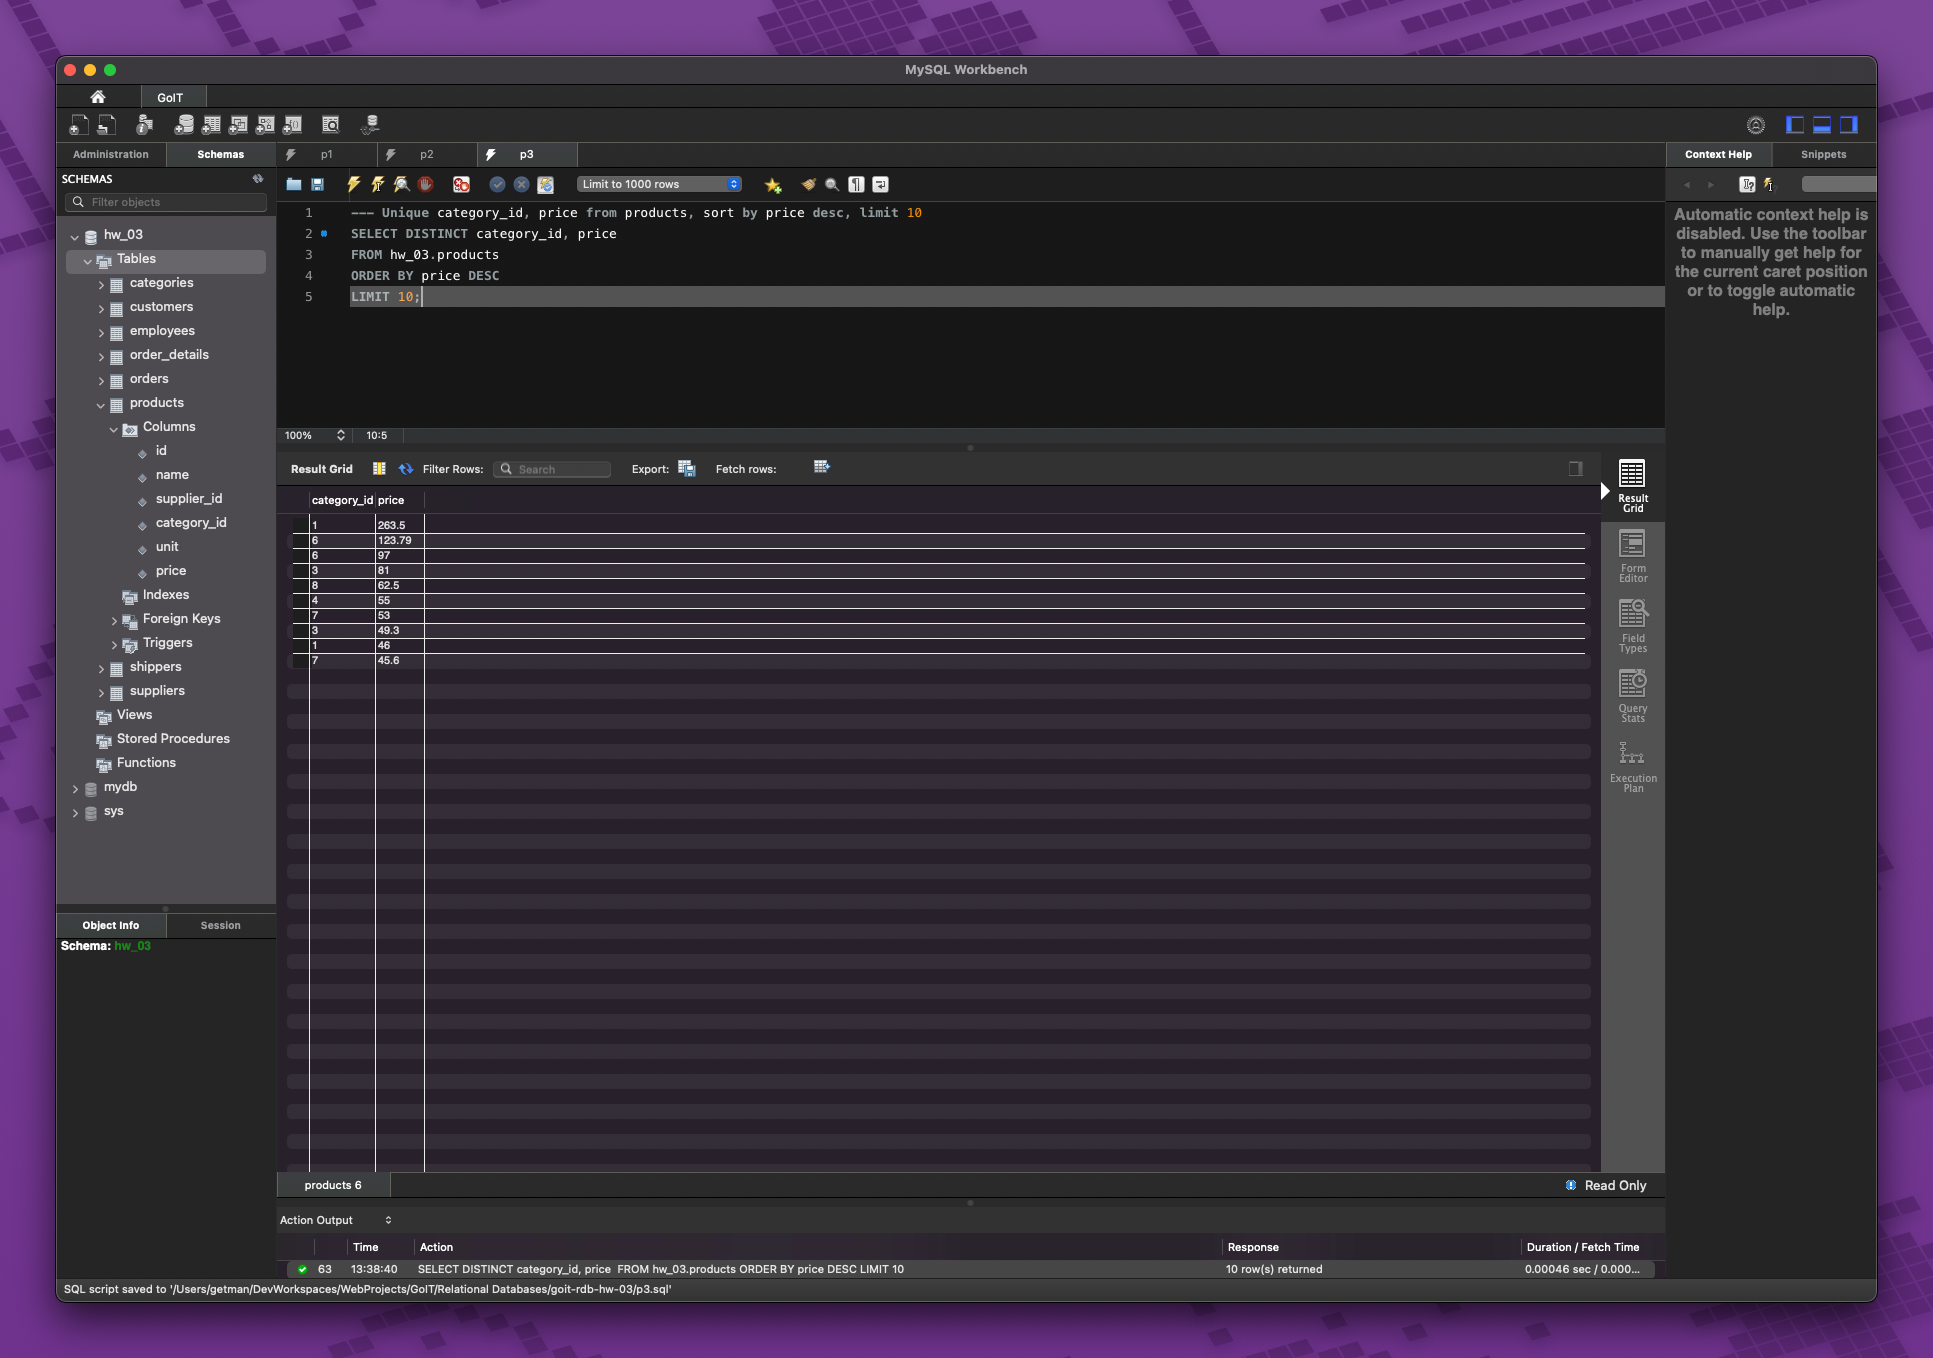 MySQL Workbench
GoIT
Administration
Schemas
p1
p2
p3
Context Help
Snippets
SCHEMAS
Filter objects
Limit to 1000 rows
hw_03
Tables
categories
customers
employees
order_details
orders
products
Columns
id
name
supplier_id
category_id
unit
price
Indexes
Foreign Keys
Triggers
shippers
suppliers
Views
Stored Procedures
Functions
mydb
sys
Object Info
Session
Schema: hw_03
1 --- Unique category_id, price from products, sort by price desc, limit 10
2 SELECT DISTINCT category_id, price
3 FROM hw_03.products
4 ORDER BY price DESC
5 LIMIT 10;
100%
10:5
Automatic context help is
disabled. Use the toolbar
to manually get help for
the current caret position
or to toggle automatic
help.
Result Grid
Filter Rows:
Search
Export:
Fetch rows:
category_id price
1 263.5
6 123.79
6 97
3 81
8 62.5
4 55
7 53
3 49.3
1 46
7 45.6
Result
Grid
Form
Editor
Field
Types
Query
Stats
Execution
Plan
products 6
Read Only
Action Output
Time Action Response Duration / Fetch Time
63 13:38:40 SELECT DISTINCT category_id, price  FROM hw_03.products ORDER BY price DESC LIMIT 10 10 row(s) returned 0.00046 sec / 0.000...
SQL script saved to '/Users/getman/DevWorkspaces/WebProjects/GoIT/Relational Databases/goit-rdb-hw-03/p3.sql'